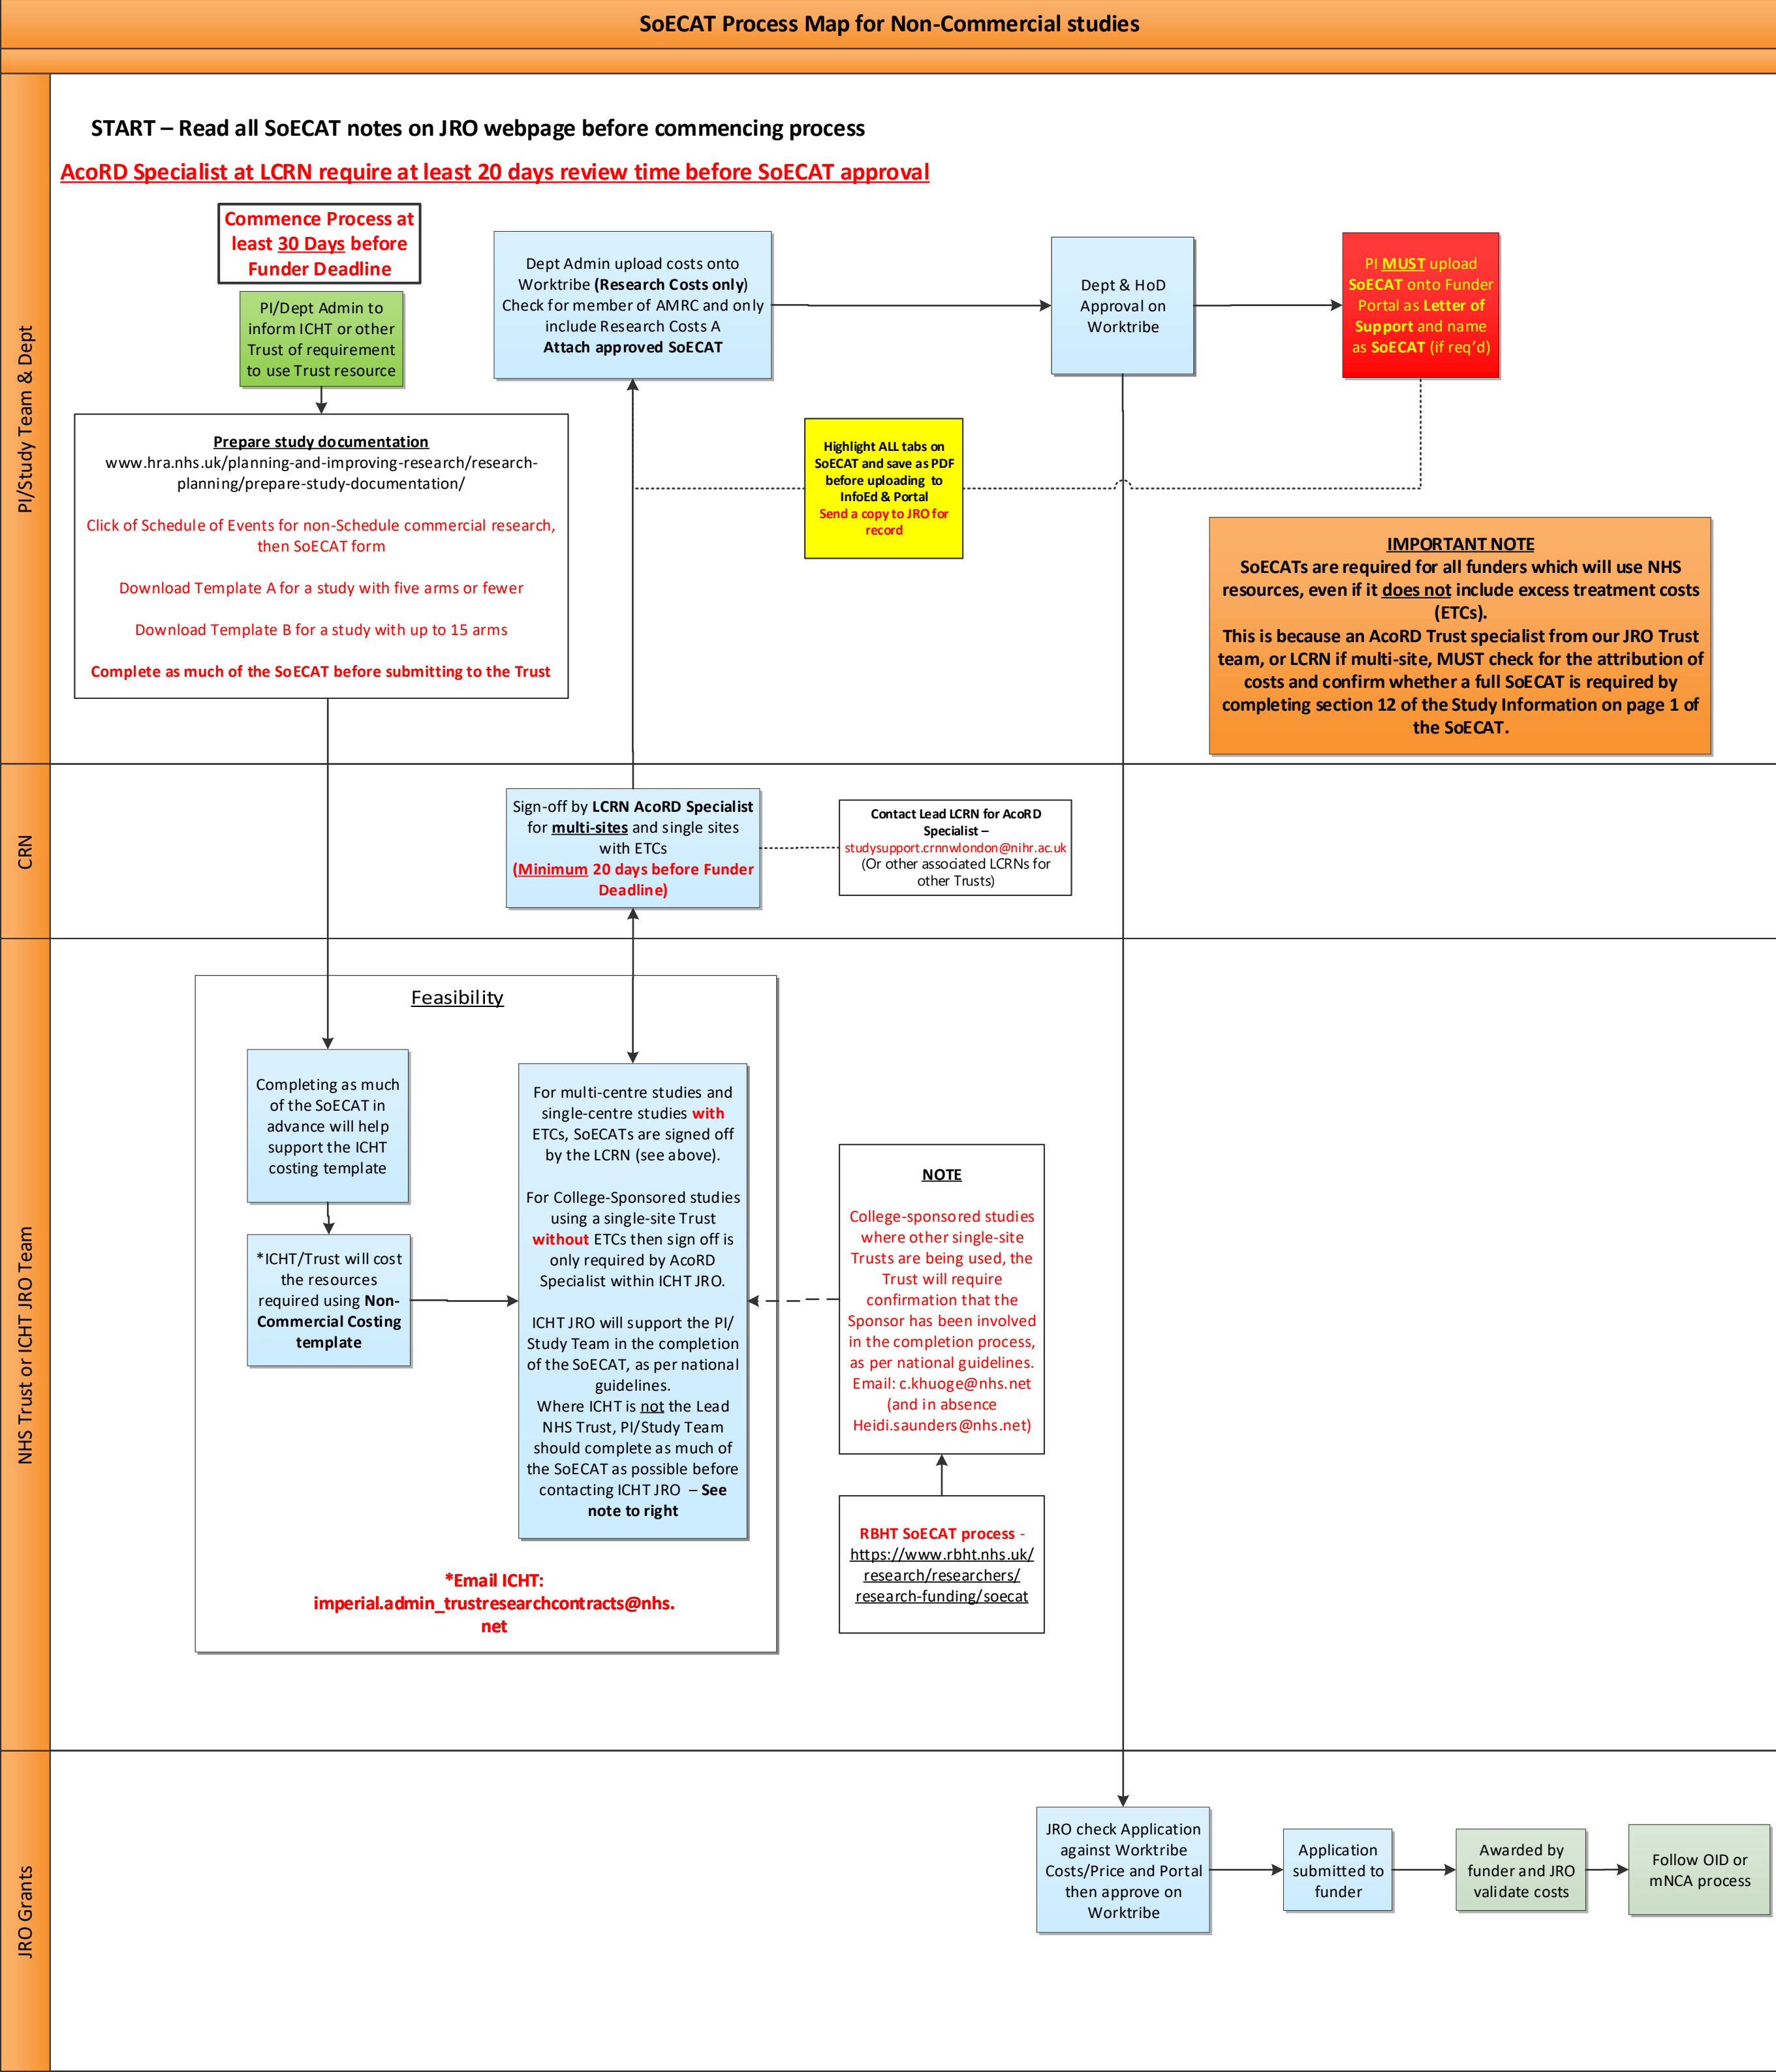 SoECAT Process Map for Non-Commercial studies
PI/Study Team & Dept
START – Read all SoECAT notes on JRO webpage before commencing process
AcoRD Specialist at LCRN require at least 20 days review time before SoECAT approval
Commence Process at
least 30 Days before
Funder Deadline
PI/Dept Admin to
inform ICHT or other
Trust of requirement
to use Trust resource
Prepare study documentation
www.hra.nhs.uk/planning-and-improving-research/research-
planning/prepare-study-documentation/
Click of Schedule of Events for non-Schedule commercial research,
then SoECAT form
Download Template A for a study with five arms or fewer
Download Template B for a study with up to 15 arms
Complete as much of the SoECAT before submitting to the Trust
Dept Admin upload costs onto
Worktribe (Research Costs only)
Check for member of AMRC and only
include Research Costs A
Attach approved SoECAT
Dept & HoD
Approval on
Worktribe
PI MUST upload
SoECAT onto Funder
Portal as Letter of
Support and name
as SoECAT (if req'd)
Highlight ALL tabs on
SoECAT and save as PDF
before uploading to
InfoEd & Portal
Send a copy to JRO for
record
IMPORTANT NOTE
SoECATs are required for all funders which will use NHS
resources, even if it does not include excess treatment costs
(ETCs).
This is because an AcoRD Trust specialist from our JRO Trust
team, or LCRN if multi-site, MUST check for the attribution of
costs and confirm whether a full SoECAT is required by
completing section 12 of the Study Information on page 1 of
the SoECAT.
CRN
Sign-off by LCRN AcoRD Specialist
for multi-sites and single sites
with ETCs
(Minimum 20 days before Funder
Deadline)
Contact Lead LCRN for AcoRD
Specialist –
studysupport.crnnwlondon@nihr.ac.uk
(Or other associated LCRNs for
other Trusts)
NHS Trust or ICHT JRO Team
Feasibility
Completing as much
of the SoECAT in
advance will help
support the ICHT
costing template
*ICHT/Trust will cost
the resources
required using Non-
Commercial Costing
template
For multi-centre studies and
single-centre studies with
ETCs, SoECATs are signed off
by the LCRN (see above).
For College-Sponsored studies
using a single-site Trust
without ETCs then sign off is
only required by AcoRD
Specialist within ICHT JRO.
ICHT JRO will support the PI/
Study Team in the completion
of the SoECAT, as per national
guidelines.
Where ICHT is not the Lead
NHS Trust, PI/Study Team
should complete as much of
the SoECAT as possible before
contacting ICHT JRO – See
note to right
*Email ICHT:
imperial.admin_trustresearchcontracts@nhs.
net
NOTE
College-sponsored studies
where other single-site
Trusts are being used, the
Trust will require
confirmation that the
Sponsor has been involved
in the completion process,
as per national guidelines.
Email: c.khuoge@nhs.net
(and in absence
Heidi.saunders@nhs.net)
RBHT SoECAT process -
https://www.rbht.nhs.uk/
research/researchers/
research-funding/soecat
JRO Grants
JRO check Application
against Worktribe
Costs/Price and Portal
then approve on
Worktribe
Application
submitted to
funder
Awarded by
funder and JRO
validate costs
Follow OID or
mNCA process